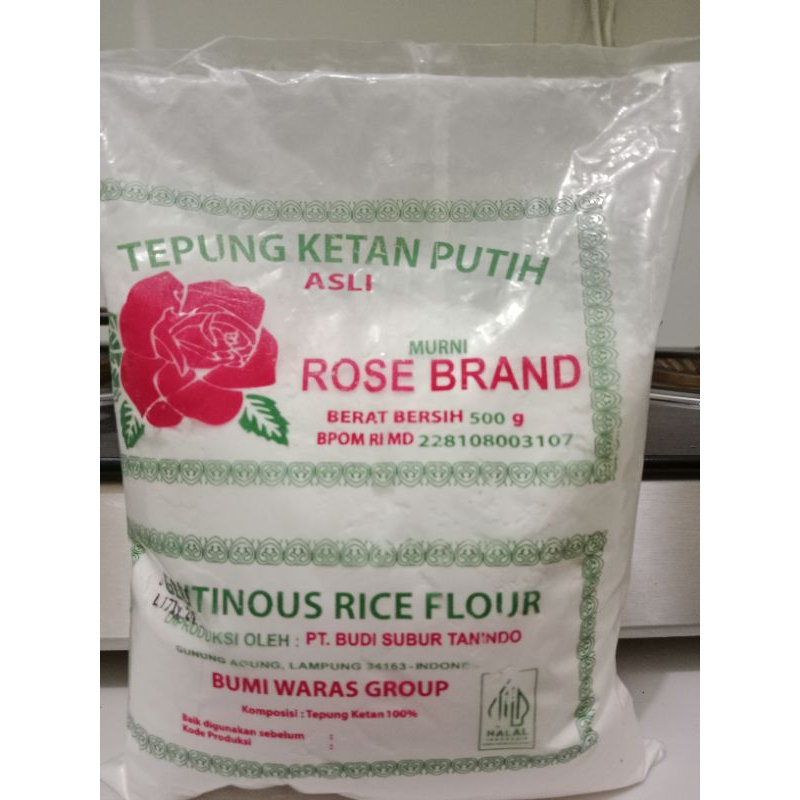 TEPUNG KETAN PUTIH
ASLI
MURNI
ROSE BRAND
BERAT BERSIH 500 g
BPOM RI MD 228108003107
TINOUS RICE FLOUR
DIPRODUKSI OLEH : PT. BUDI SUBUR TANINDO
GUNUNG AGUNG, LAMPUNG 34163 - INDONE
BUMI WARAS GROUP
Komposisi : Tepung Ketan 100%
Baik digunakan sebelum :
Kode Produksi :
HALAL
INDONESIA